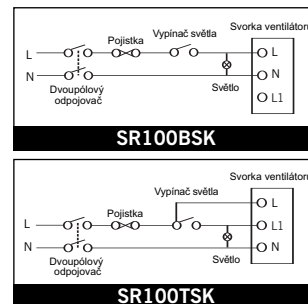 Svorka ventilátoru
Vypínač světla
Pojistka
L
L
N
N
Světlo
Dvoupólový
odpojovač
L1
SR100BSK
Svorka ventilátoru
Vypínač světla
L
Pojistka
L
L1
N
N
Světlo
Dvoupólový
odpojovač
SR100TSK